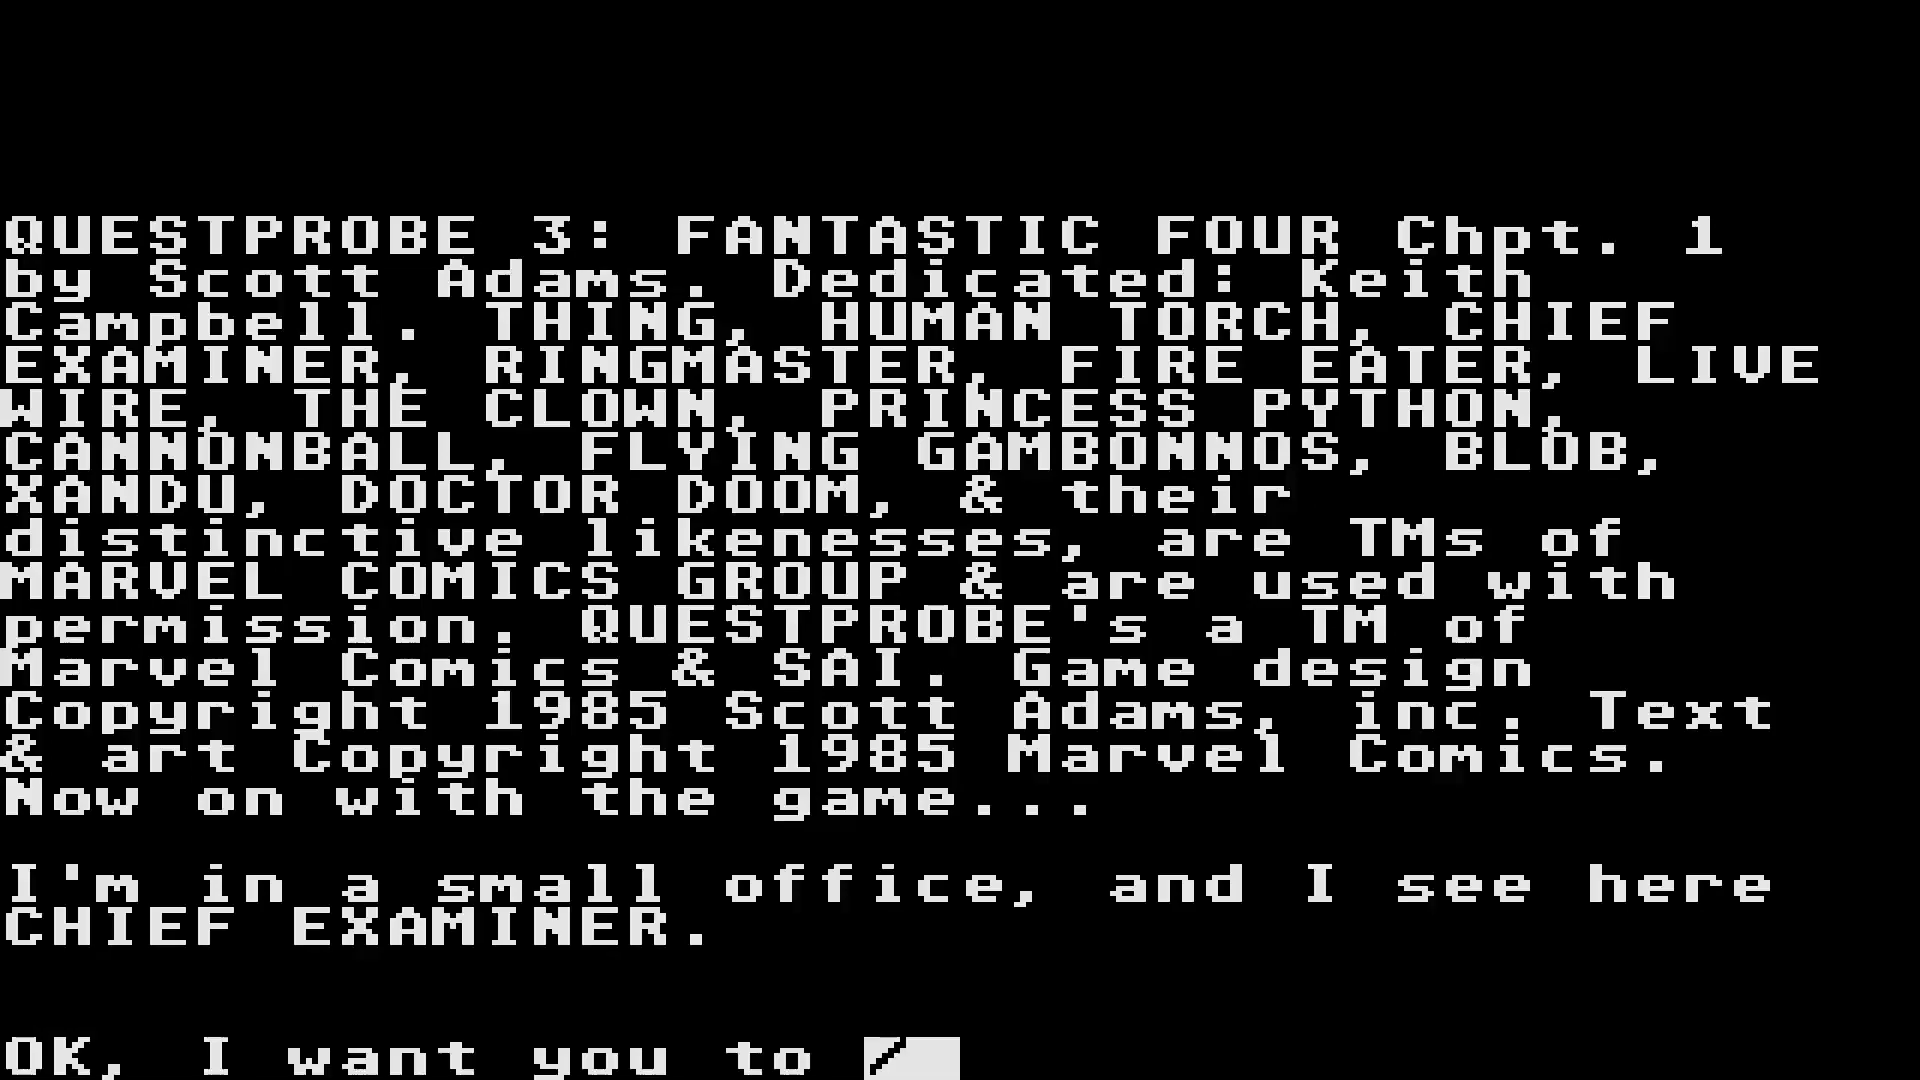 QUESTPROBE 3: FANTASTIC FOUR Chpt. 1
by Scott Adams. Dedicated: Keith
Campbell. THING, HUMAN TORCH, CHIEF
EXAMINER, RINGMASTER, FIRE EATER, LIVE
WIRE, THE CLOWN, PRINCESS PYTHON,
CANNONBALL, FLYING GAMBONNOS, BLOB,
XANDU, DOCTOR DOOM, & their
distinctive likenesses, are TMs of
MARVEL COMICS GROUP & are used with
permission. QUESTPROBE's a TM of
Marvel Comics & SAI. Game design
Copyright 1985 Scott Adams, inc. Text
& art Copyright 1985 Marvel Comics.
Now on with the game...
I'm in a small office, and I see here
CHIEF EXAMINER.
OK, I want you to /